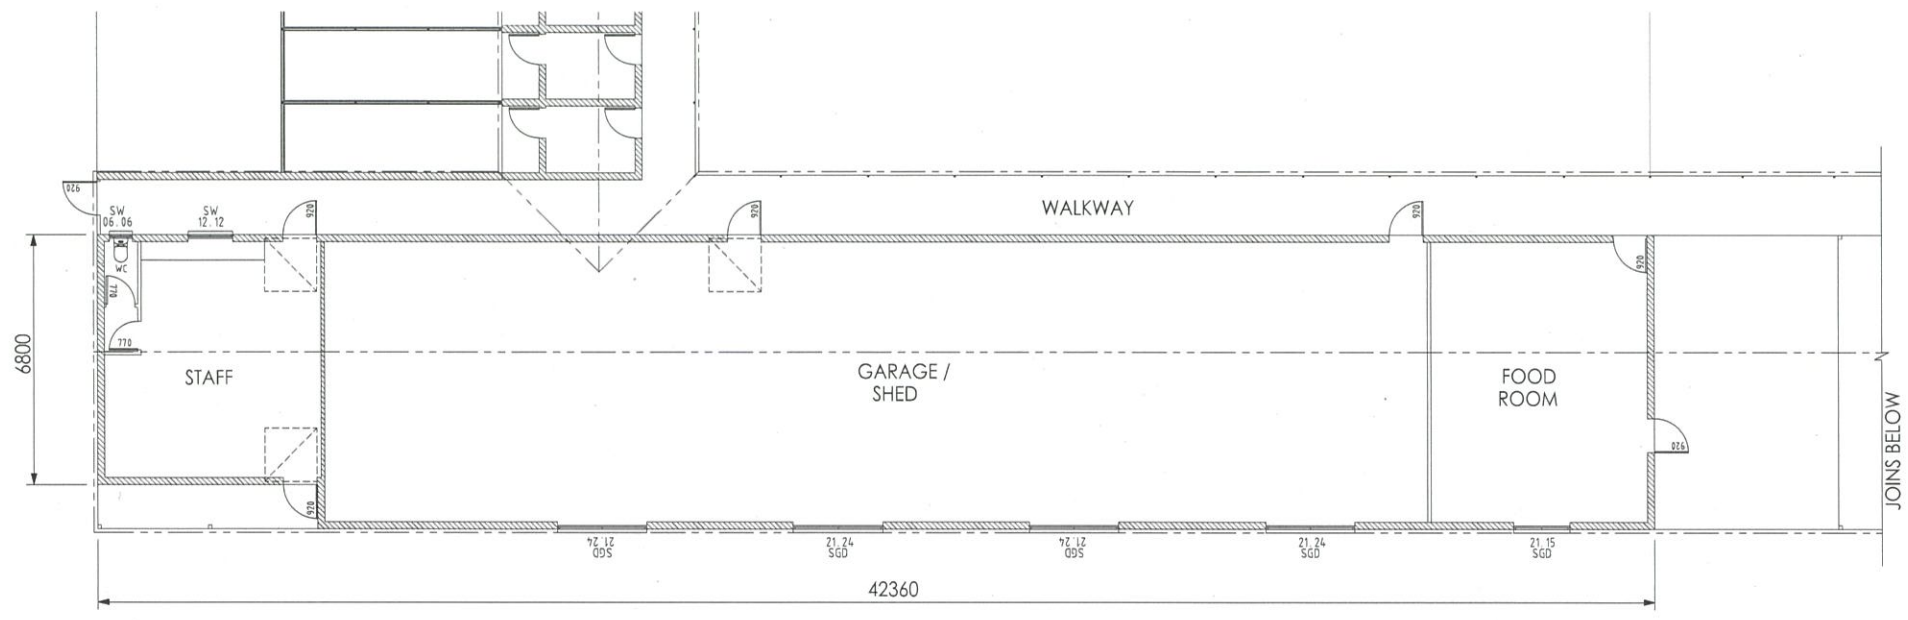 920
SW
06.06
SW
12.12
920
920
WALKWAY
920
WC
770
770
920
6800
STAFF
GARAGE /
SHED
FOOD
ROOM
920
920
JOINS BELOW
21.24
SGD
21.24
SGD
21.24
SGD
21.24
SGD
21.15
SGD
42360